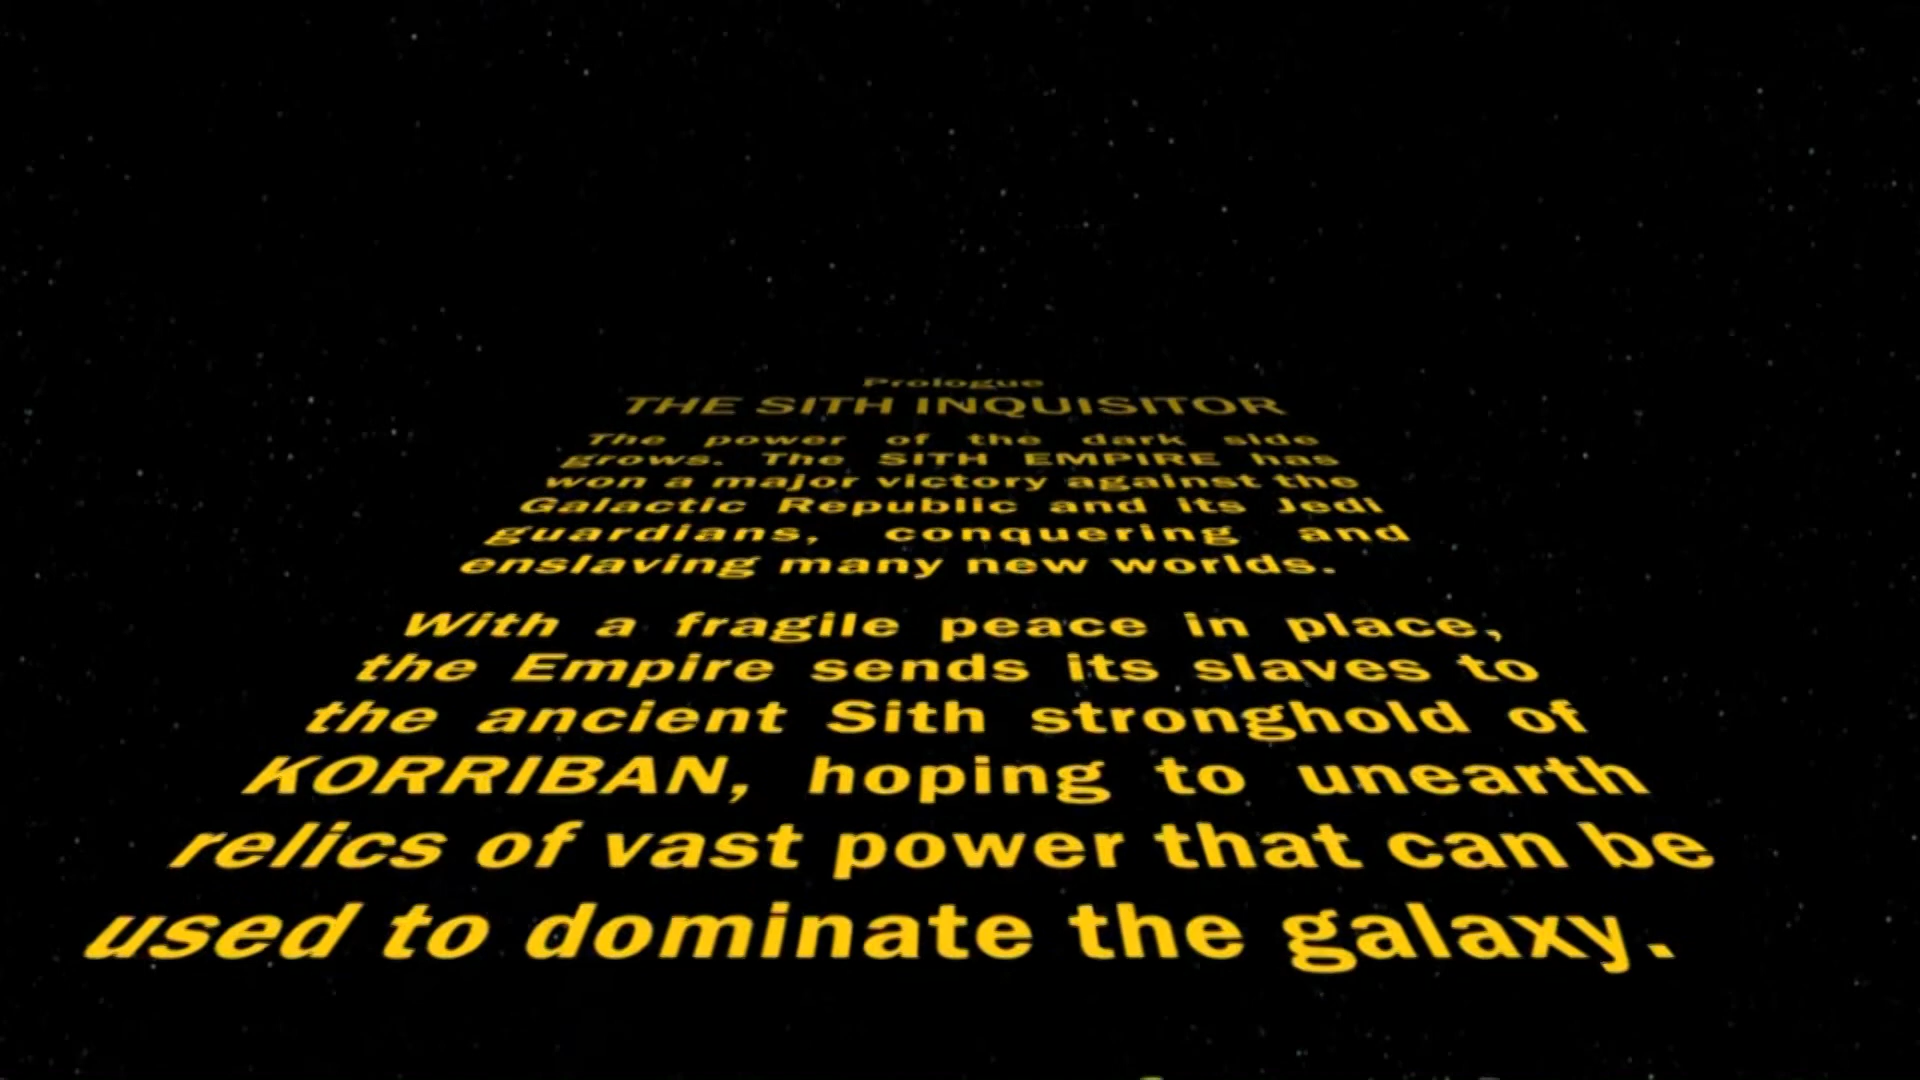 Prologue
THE SITH INQUISITOR
The power of the dark side
grows. The SITH EMPIRE has
won a major victory against the
Galactic Republic and its Jedi
guardians, conquering and
enslaving many new worlds.
With a fragile peace in place,
the Empire sends its slaves to
the ancient Sith stronghold of
KORRIBAN, hoping to unearth
relics of vast power that can be
used to dominate the galaxy.